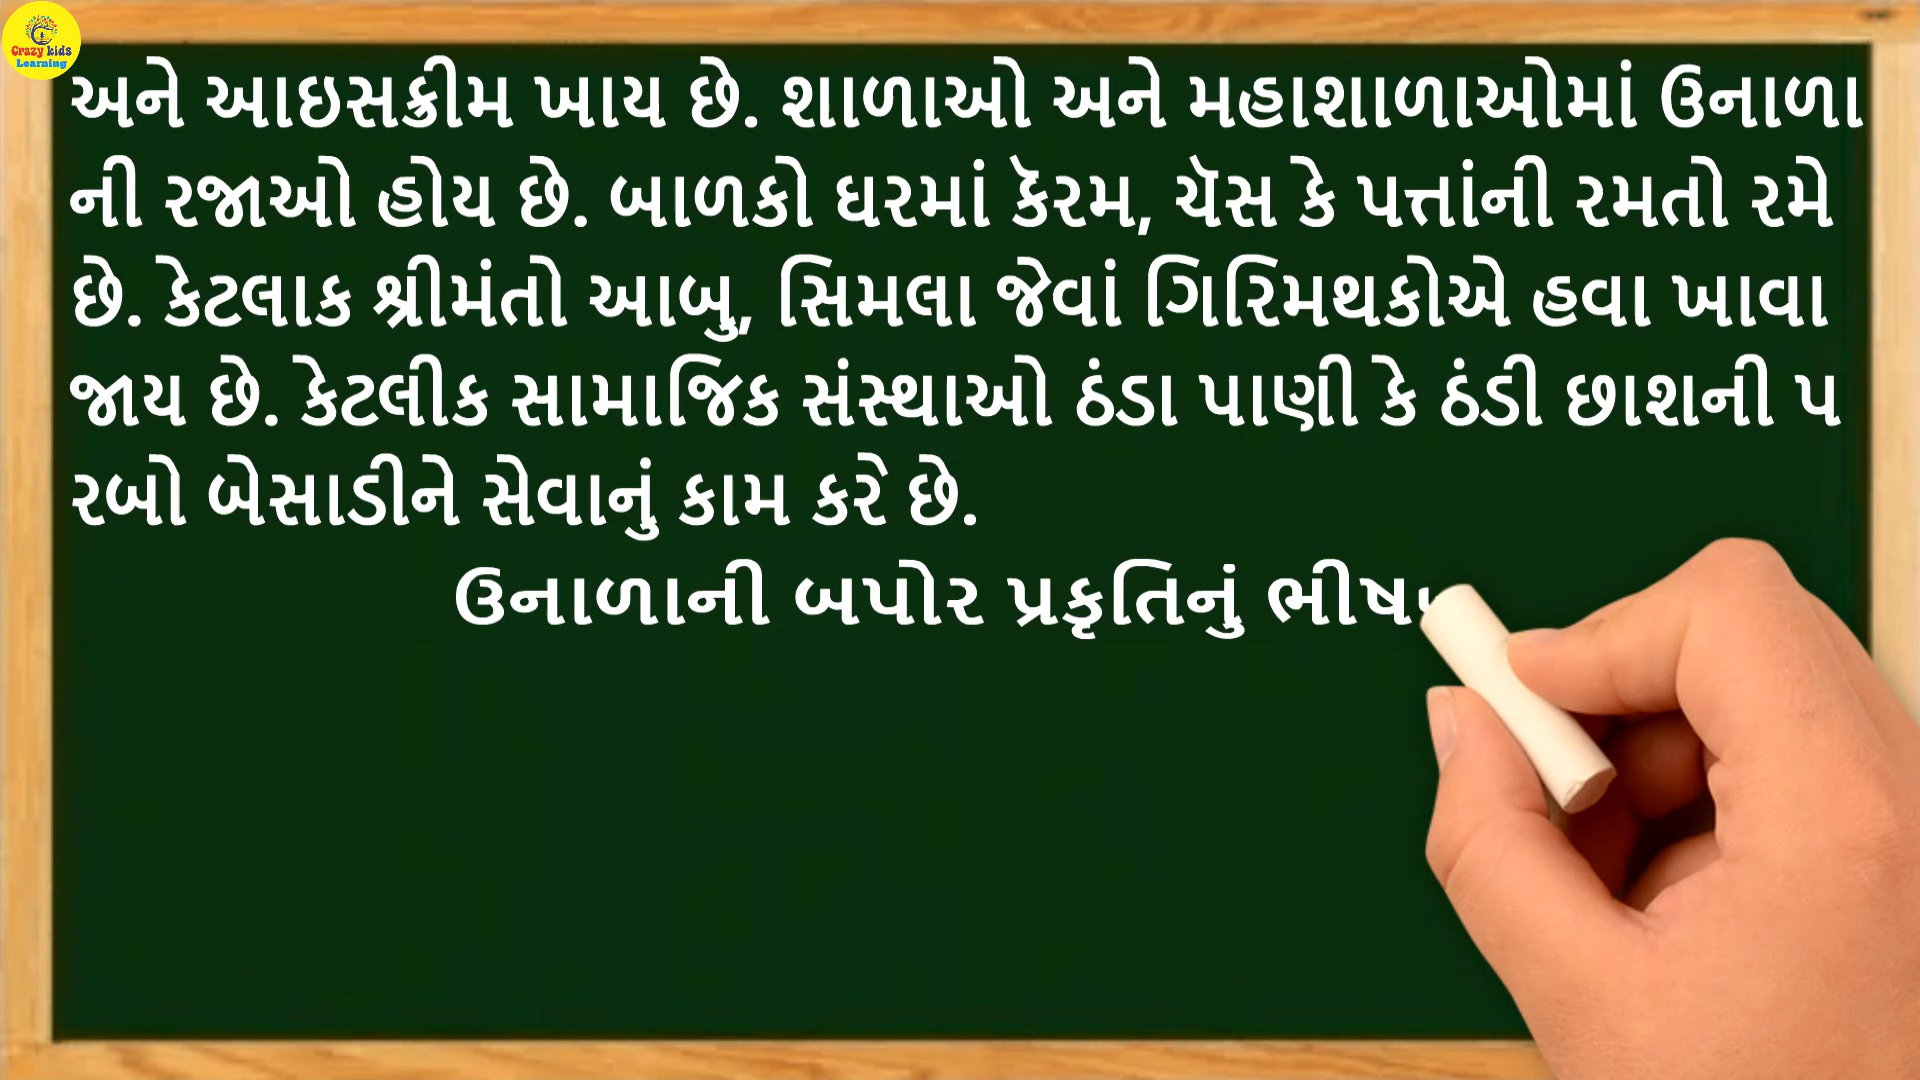 Crazy kids
Learning
અને આઇસક્રીમ ખાય છે. શાળાઓ અને મહાશાળાઓમાં ઉનાળા
ની રજાઓ હોય છે. બાળકો ઘરમાં કૅરમ, ચૅસ કે પત્તાંની રમતો રમે
છે. કેટલાક શ્રીમંતો આબુ, સિમલા જેવાં ગિરિમથકોએ હવા ખાવા
જાય છે. કેટલીક સામાજિક સંસ્થાઓ ઠંડા પાણી કે ઠંડી છાશની પ
રબો બેસાડીને સેવાનું કામ કરે છે.
ઉનાળાની બપોર પ્રકૃતિનું